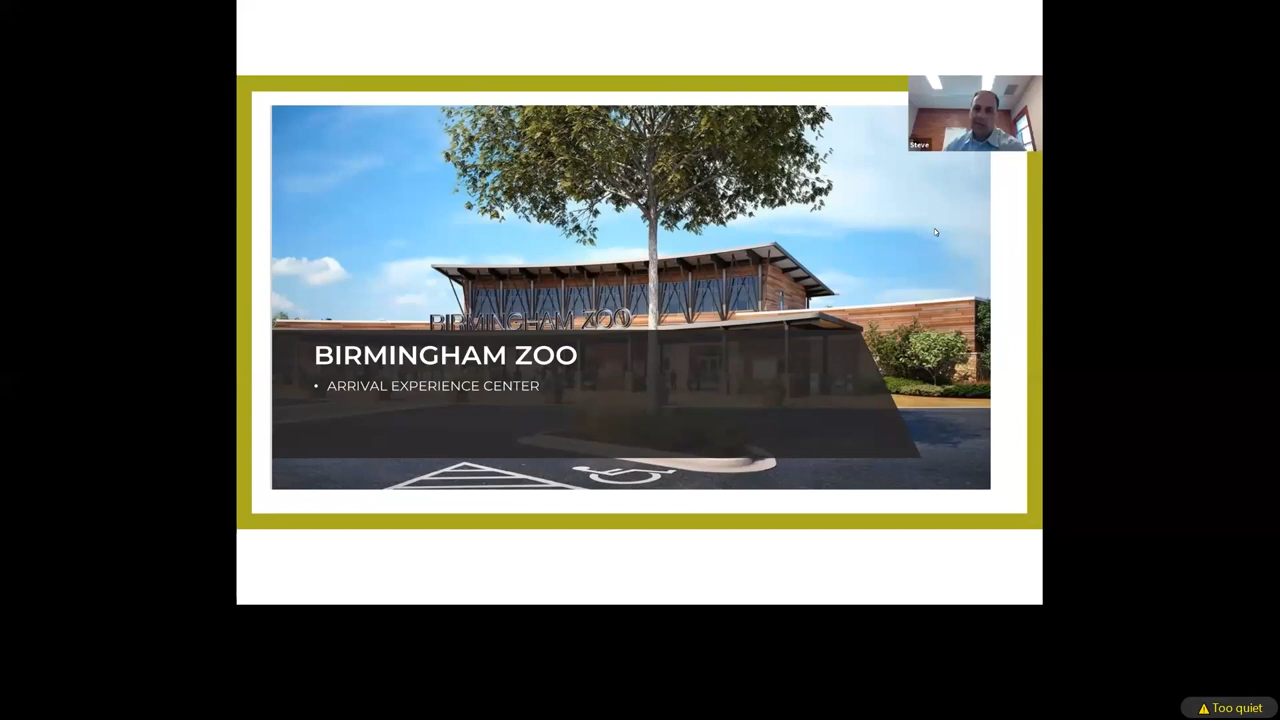 Steve
BIRMINGHAM ZOO
BIRMINGHAM ZOO
• ARRIVAL EXPERIENCE CENTER
Too quiet